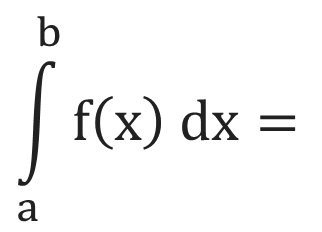 b
∫ f(x) dx =
a